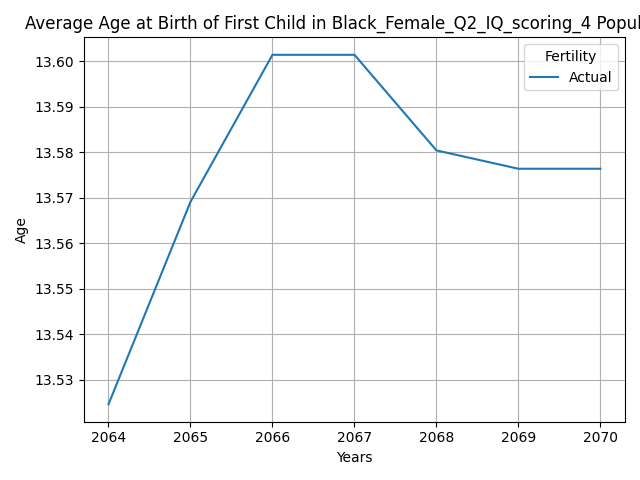 Average Age at Birth of First Child in Black_Female_Q2_IQ_scoring_4 Popul
13.60
13.59
13.58
13.57
13.56
13.55
13.54
13.53
Age
Fertility
Actual
2064 2065 2066 2067 2068 2069 2070
Years